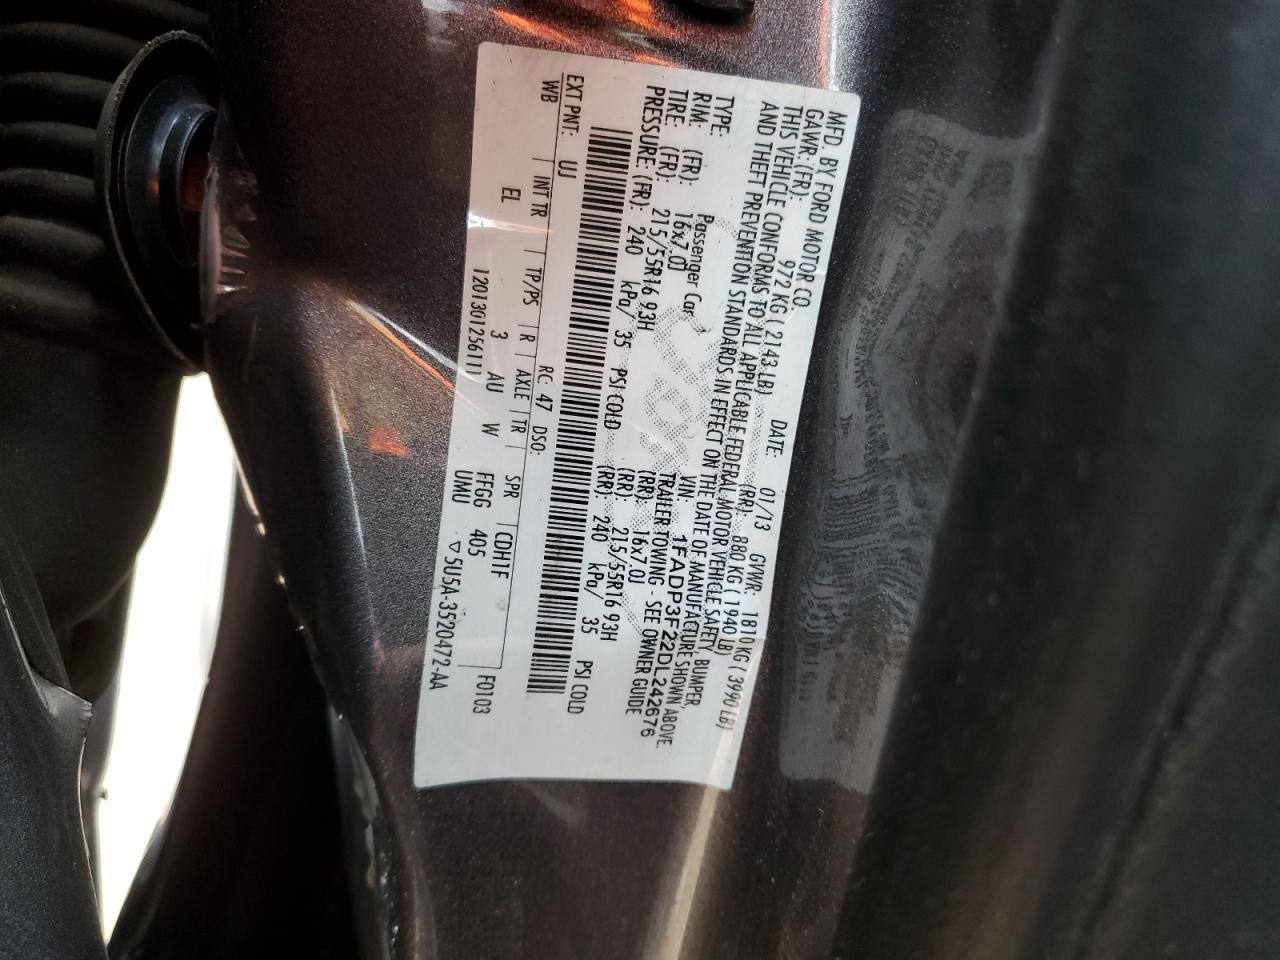 MFD. BY FORD MOTOR CO.
DATE: 01/13 GVWR: 1810KG ( 3990LB)
GAWR: (FR): 972 KG ( 2143 LB) (RR): 880 KG ( 1940 LB)
THIS VEHICLE CONFORMS TO ALL APPLICABLE FEDERAL MOTOR VEHICLE SAFETY, BUMPER,
AND THEFT PREVENTION STANDARDS IN EFFECT ON THE DATE OF MANUFACTURE SHOWN ABOVE.
VIN: 1FADP3F22DL242676
TYPE: Passenger Car TRAILER TOWING - SEE OWNER GUIDE
RIM: (FR): 16x7.0J (RR): 16x7.0J
TIRE: (FR): 215/55R16 93H (RR): 215/55R16 93H
PRESSURE: (FR): 240 kPa/ 35 PSI COLD (RR): 240 kPa/ 35 PSI COLD
EXT PNT: UJ RC: 47 DSO: F0103
WB INT TR TP/PS R AXLE TR SPR CDH1F
EL 3 AU W FFGG 405
1201301256111 UMU 5U5A-3520472-AA